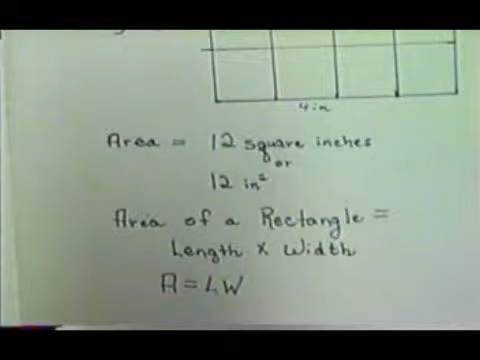 4 in
Area = 12 square inches
or
12 in²
Area of a Rectangle =
Length x Width
A = LW